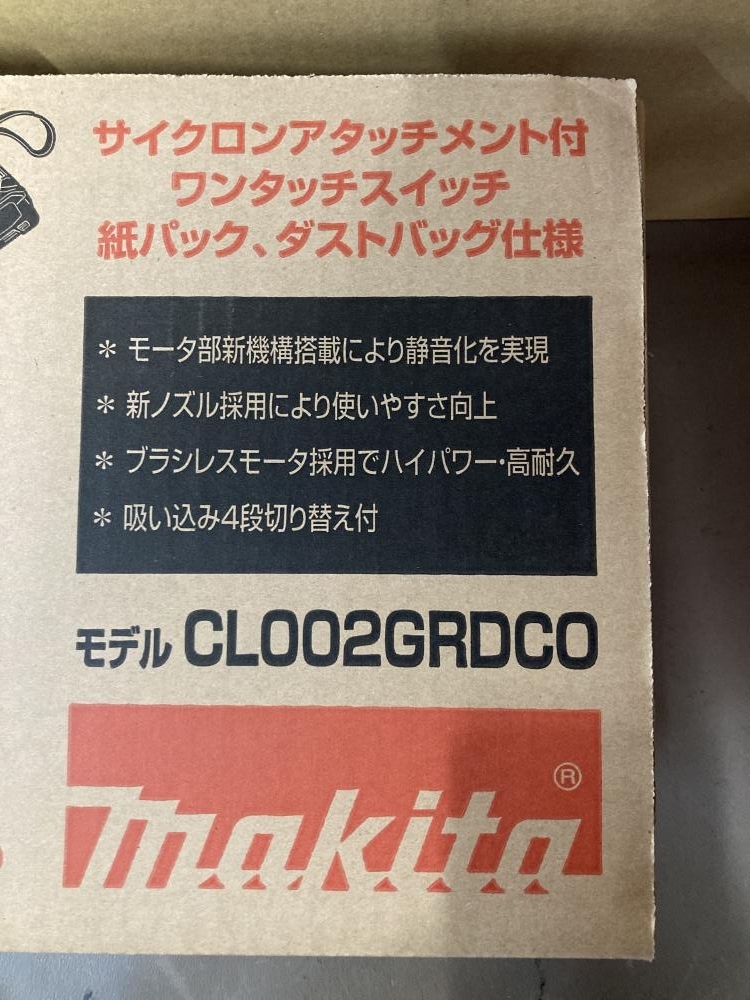 サイクロンアタッチメント付
ワンタッチスイッチ
紙パック、ダストバッグ仕様
＊ モータ部新機構搭載により静音化を実現
＊ 新ノズル採用により使いやすさ向上
＊ ブラシレスモータ採用でハイパワー・高耐久
＊ 吸い込み4段切り替え付
モデル CL002GRDCO
makita ®